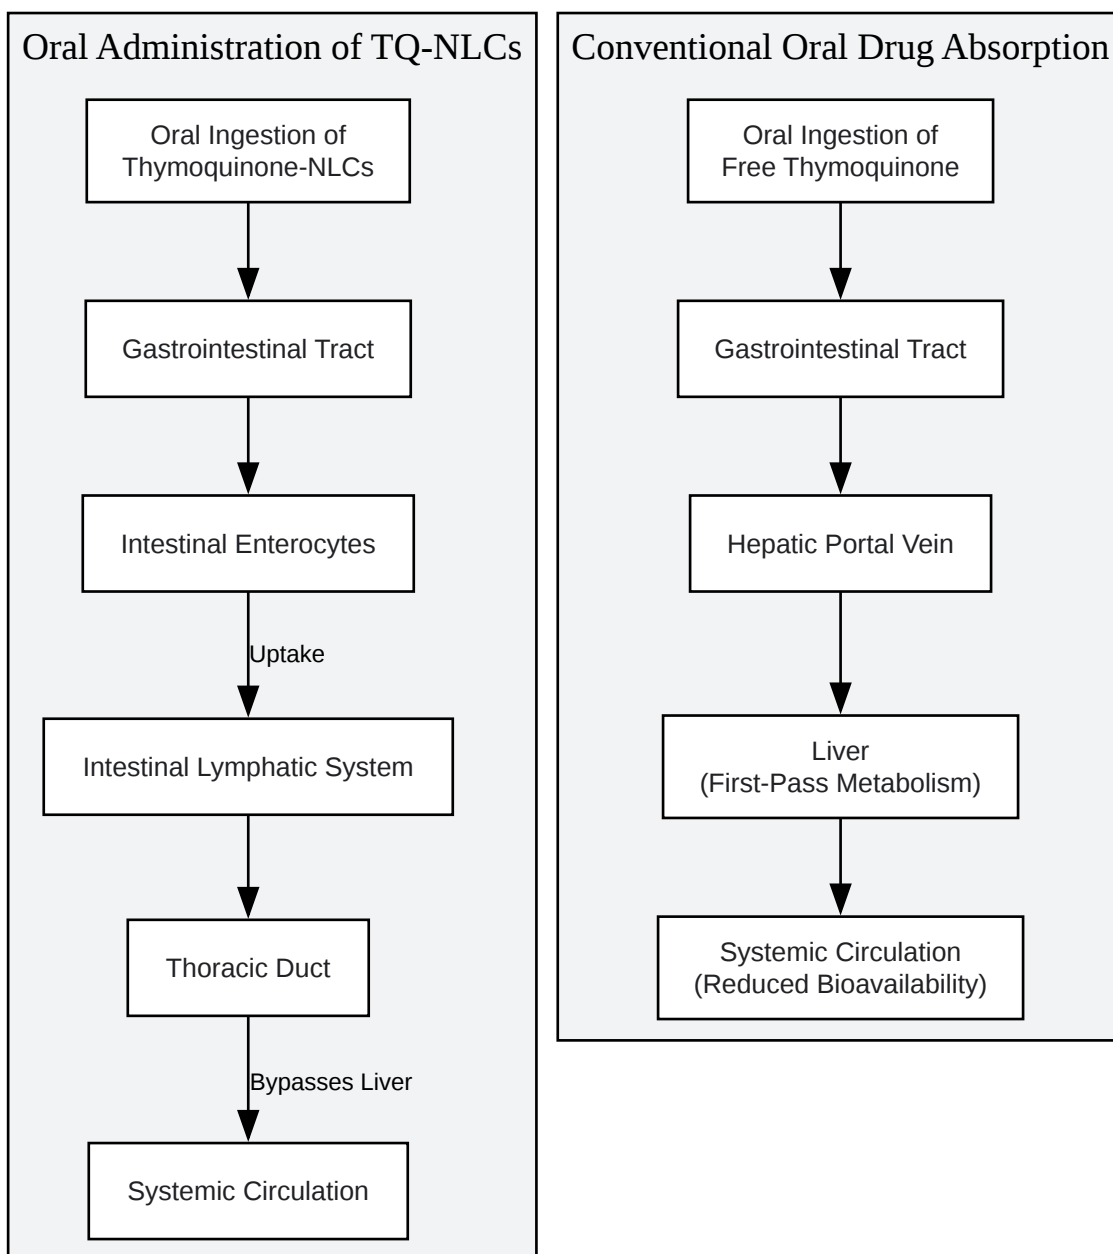 Oral Administration of TQ-NLCs
Oral Ingestion of
Thymoquinone-NLCs
Gastrointestinal Tract
Intestinal Enterocytes
Uptake
Intestinal Lymphatic System
Thoracic Duct
Bypasses Liver
Systemic Circulation
Conventional Oral Drug Absorption
Oral Ingestion of
Free Thymoquinone
Gastrointestinal Tract
Hepatic Portal Vein
Liver
(First-Pass Metabolism)
Systemic Circulation
(Reduced Bioavailability)